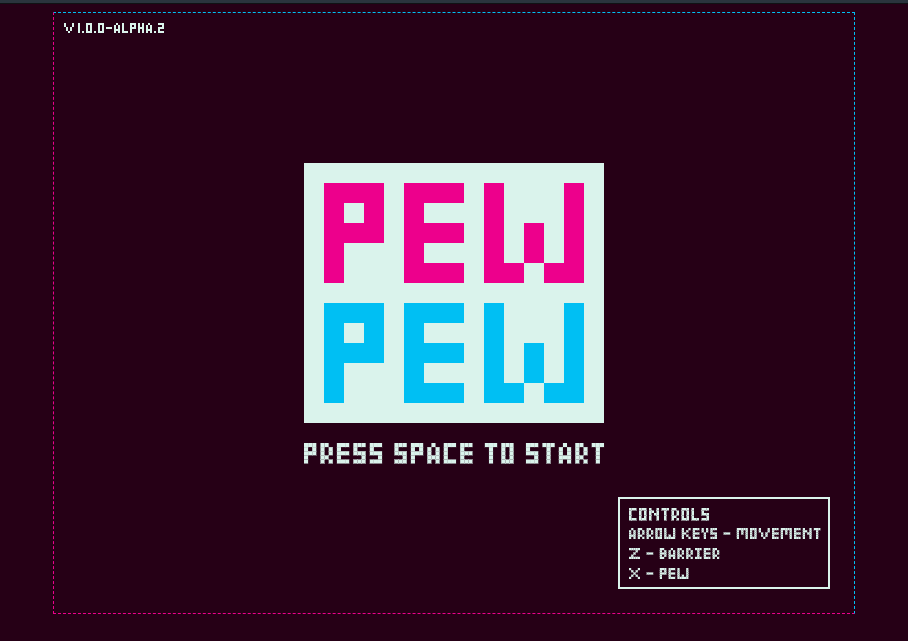 V1.0.0-ALPHA.2
PEW
PEW
PRESS SPACE TO START
CONTROLS
ARROW KEYS - MOVEMENT
Z - BARRIER
X - PEW